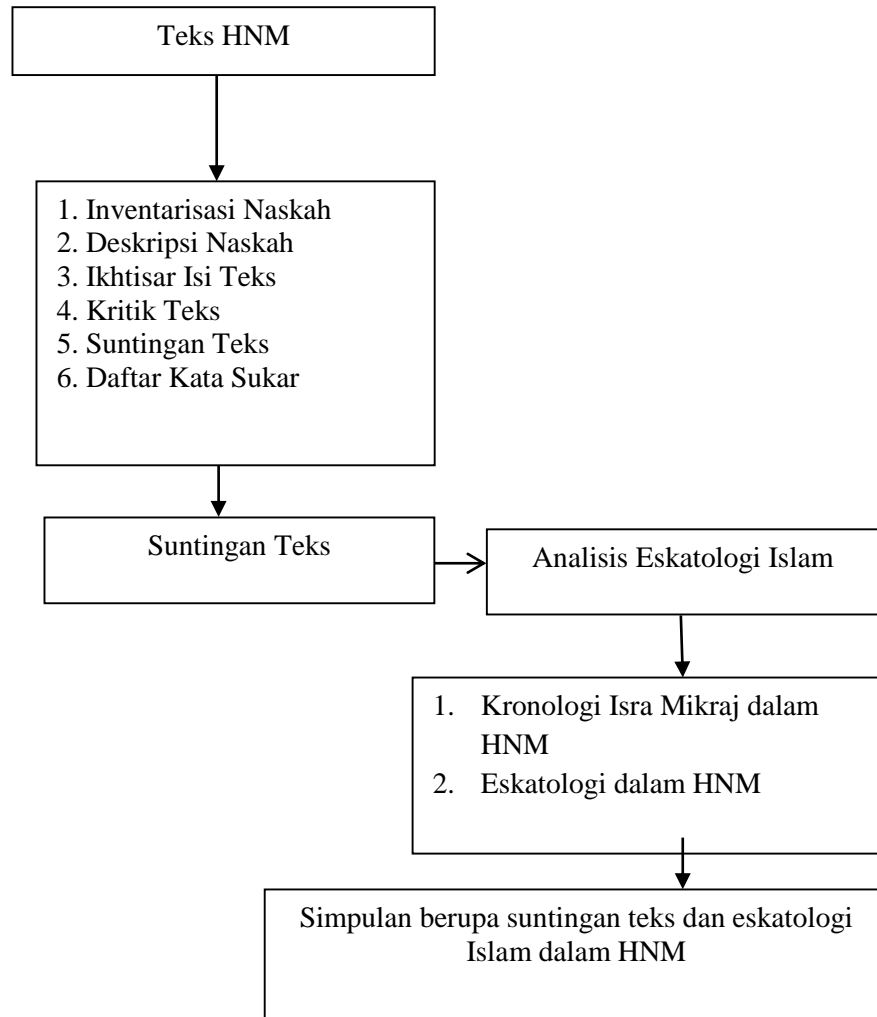 Teks HNM
1. Inventarisasi Naskah
2. Deskripsi Naskah
3. Ikhtisar Isi Teks
4. Kritik Teks
5. Suntingan Teks
6. Daftar Kata Sukar
Suntingan Teks
Analisis Eskatologi Islam
1. Kronologi Isra Mikraj dalam
HNM
2. Eskatologi dalam HNM
Simpulan berupa suntingan teks dan eskatologi
Islam dalam HNM